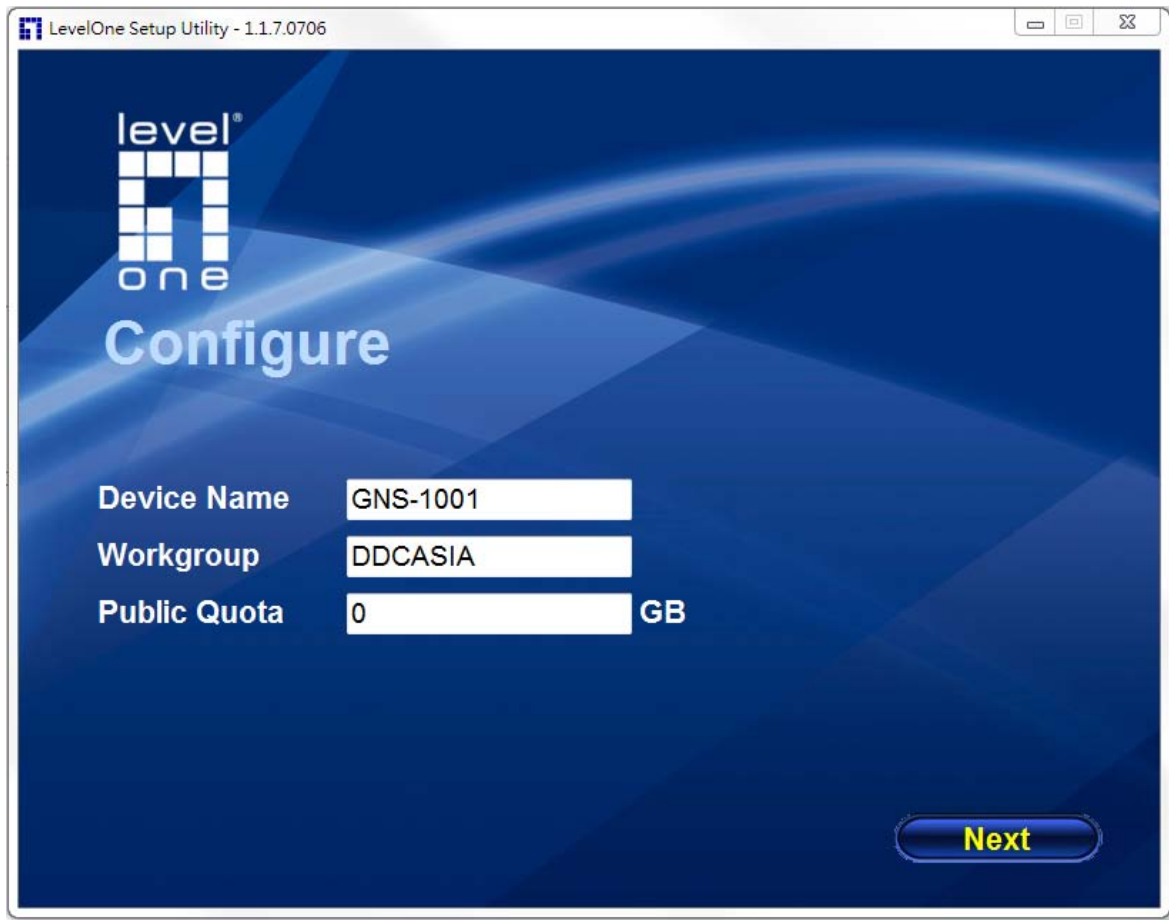 LevelOne Setup Utility - 1.1.7.0706
level®
one
Configure
Device Name GNS-1001
Workgroup DDCASIA
Public Quota 0 GB
Next